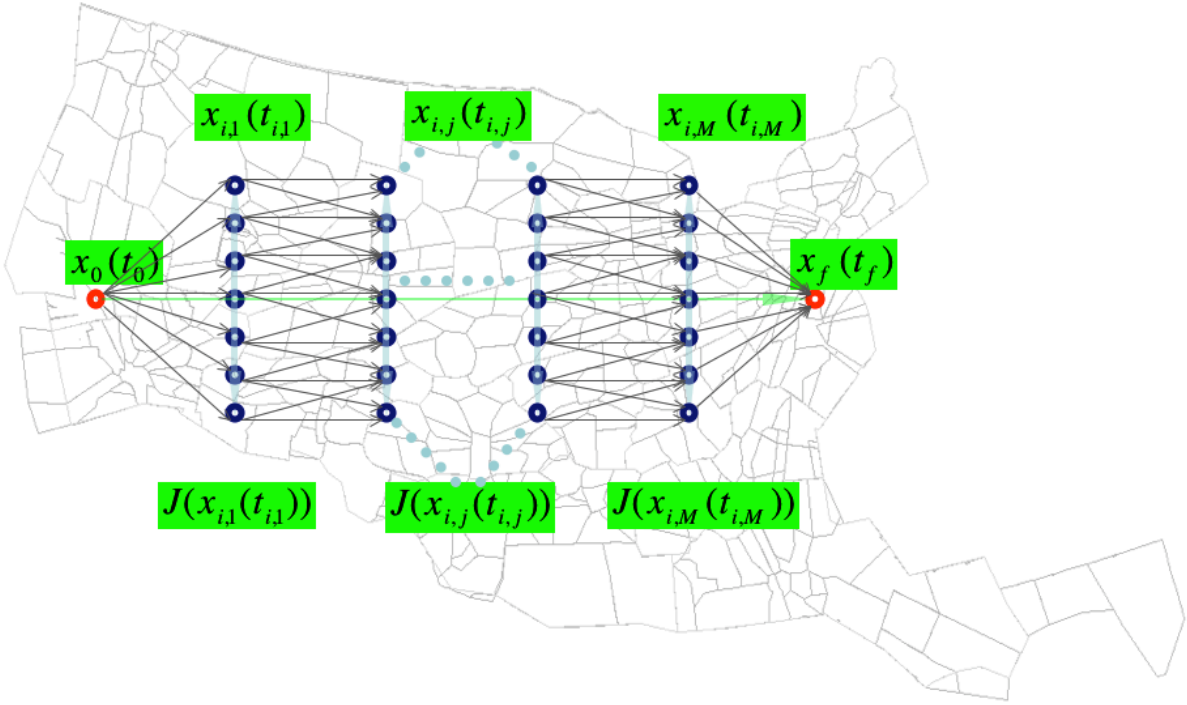 x_{i,1}(t_{i,1})
x_{i,j}(t_{i,j})
x_{i,M}(t_{i,M})
x_0(t_0)
x_f(t_f)
J(x_{i,1}(t_{i,1}))
J(x_{i,j}(t_{i,j}))
J(x_{i,M}(t_{i,M}))